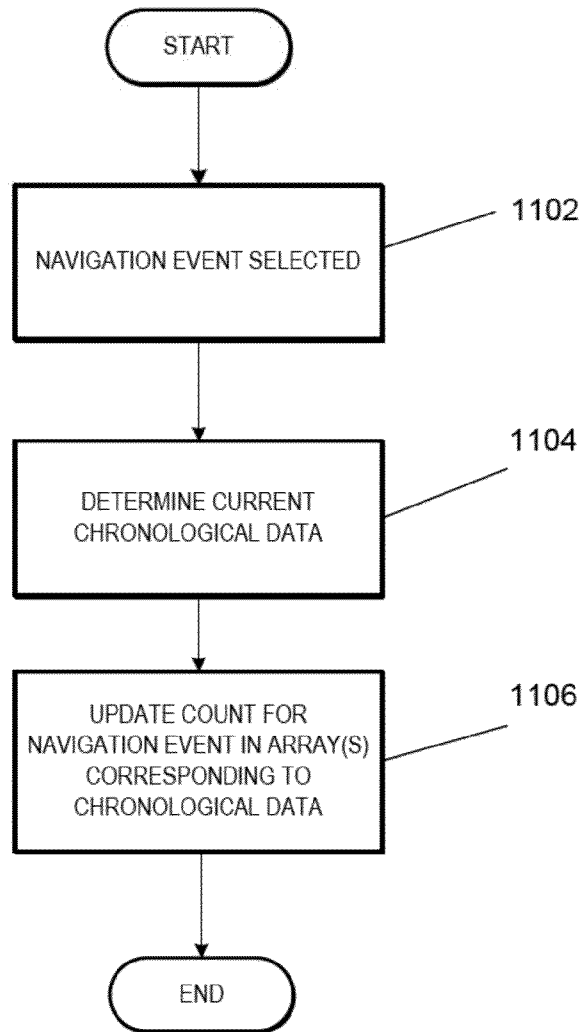 START
NAVIGATION EVENT SELECTED
1102
DETERMINE CURRENT
CHRONOLOGICAL DATA
1104
UPDATE COUNT FOR
NAVIGATION EVENT IN ARRAY(S)
CORRESPONDING TO
CHRONOLOGICAL DATA
1106
END